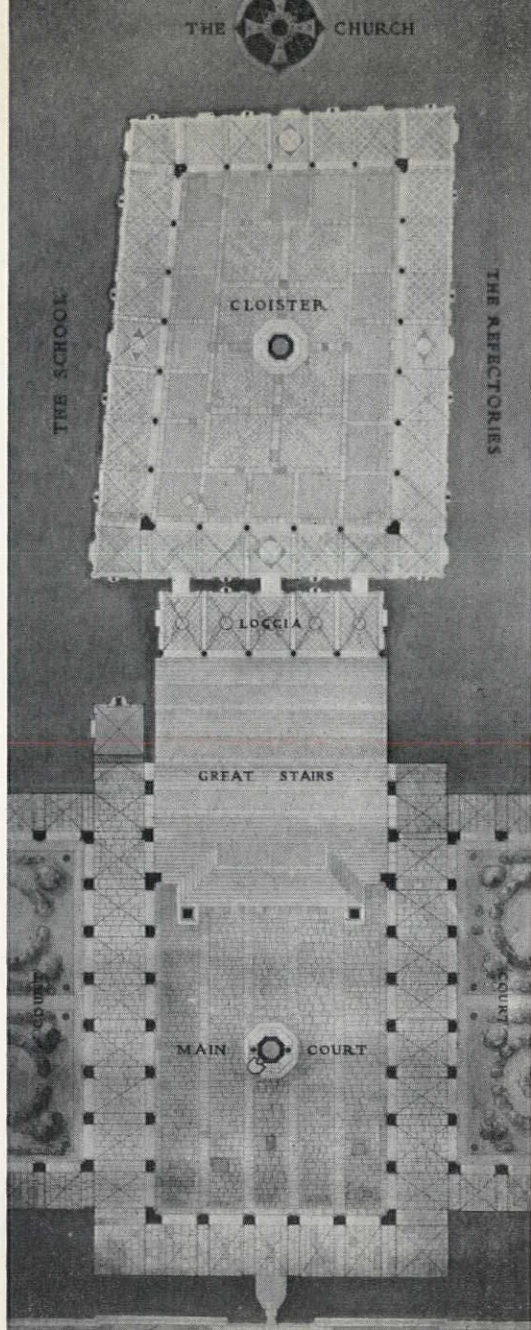 THE CHURCH
CLOISTER
THE SCHOOL
THE REFECTORIES
LOGGIA
GREAT STAIRS
COURT
COURT
MAIN COURT